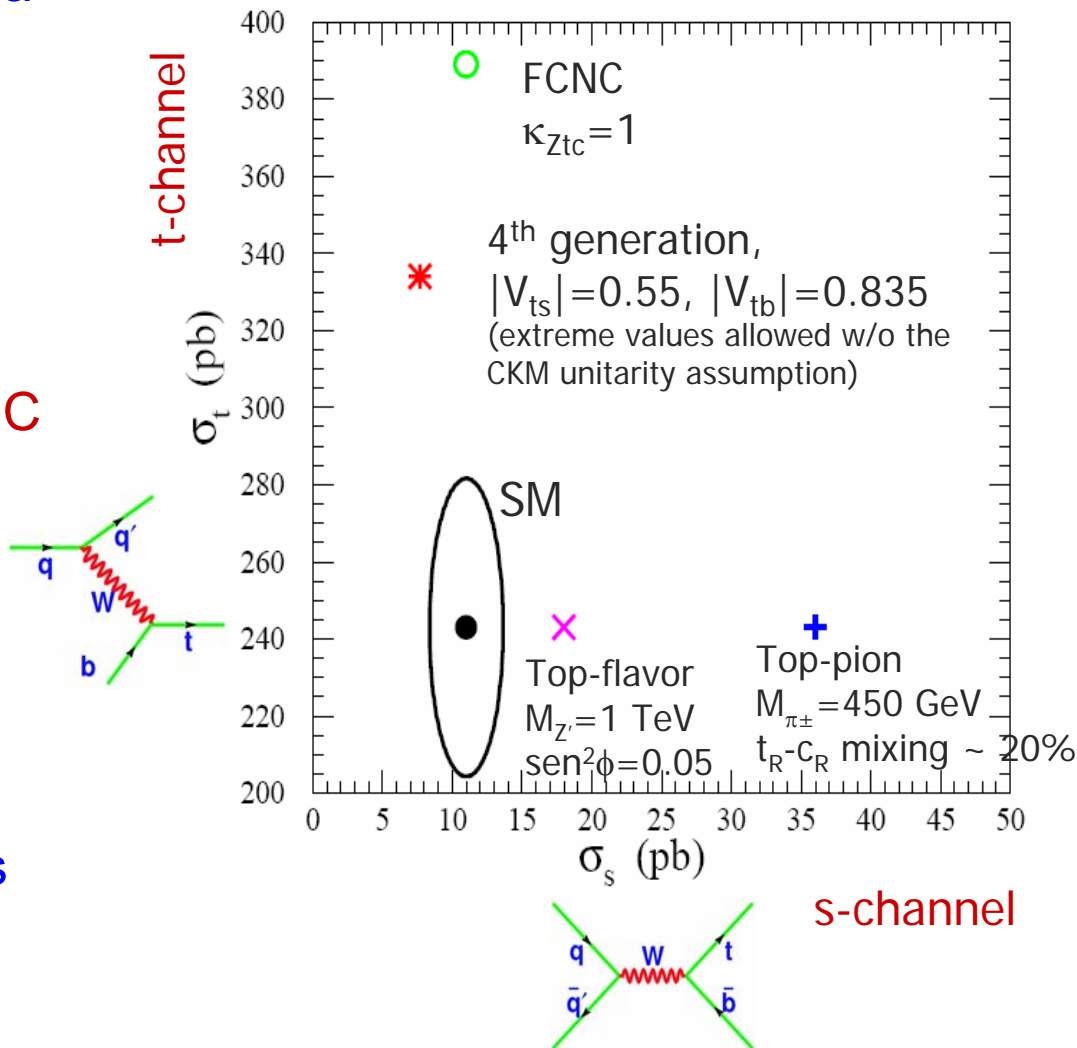 a
400
380
360
340
320
300
280
260
240
220
200
t-channel
σt (pb)
FCNC
κZtc=1
4th generation,
|Vts|=0.55, |Vtb|=0.835
(extreme values allowed w/o the
CKM unitarity assumption)
C
SM
q
q′
W
b
t
Top-flavor
MZ′=1 TeV
sen²ϕ=0.05
Top-pion
Mπ±=450 GeV
tR-cR mixing ~ 20%
0 5 10 15 20 25 30 35 40 45 50
σs (pb)
s
s-channel
q W t
q̄′ b̄